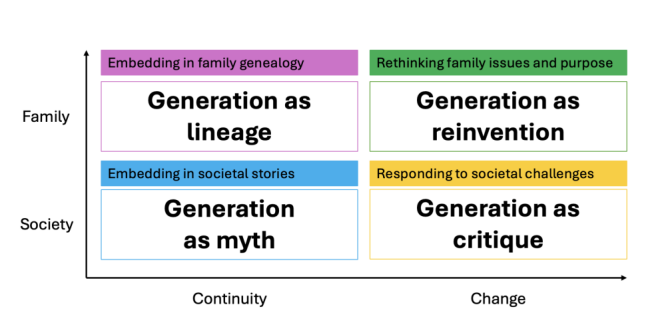 Embedding in family genealogy
Rethinking family issues and purpose
Family
Generation as
lineage
Generation as
reinvention
Embedding in societal stories
Responding to societal challenges
Society
Generation
as myth
Generation as
critique
Continuity
Change